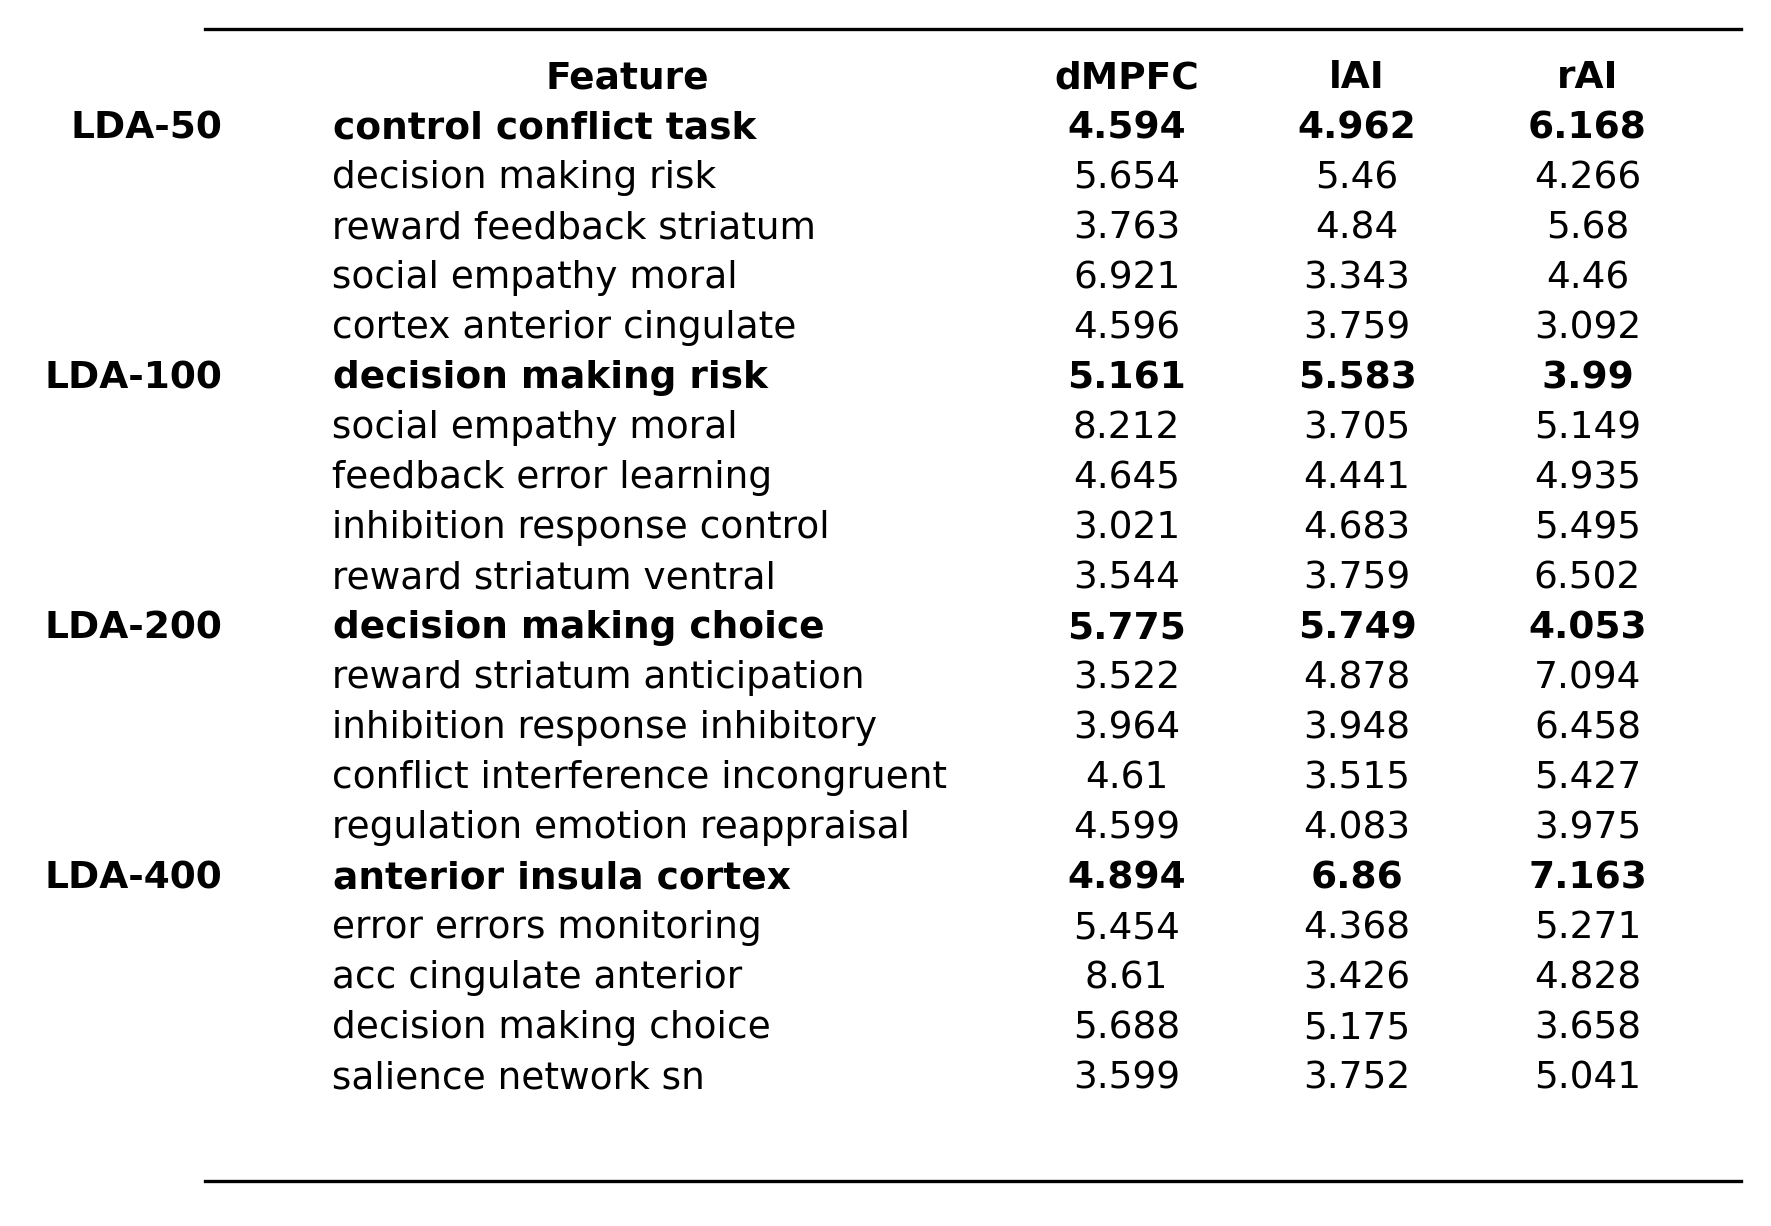 Feature dMPFC lAI rAI
LDA-50 control conflict task 4.594 4.962 6.168
decision making risk 5.654 5.46 4.266
reward feedback striatum 3.763 4.84 5.68
social empathy moral 6.921 3.343 4.46
cortex anterior cingulate 4.596 3.759 3.092
LDA-100 decision making risk 5.161 5.583 3.99
social empathy moral 8.212 3.705 5.149
feedback error learning 4.645 4.441 4.935
inhibition response control 3.021 4.683 5.495
reward striatum ventral 3.544 3.759 6.502
LDA-200 decision making choice 5.775 5.749 4.053
reward striatum anticipation 3.522 4.878 7.094
inhibition response inhibitory 3.964 3.948 6.458
conflict interference incongruent 4.61 3.515 5.427
regulation emotion reappraisal 4.599 4.083 3.975
LDA-400 anterior insula cortex 4.894 6.86 7.163
error errors monitoring 5.454 4.368 5.271
acc cingulate anterior 8.61 3.426 4.828
decision making choice 5.688 5.175 3.658
salience network sn 3.599 3.752 5.041